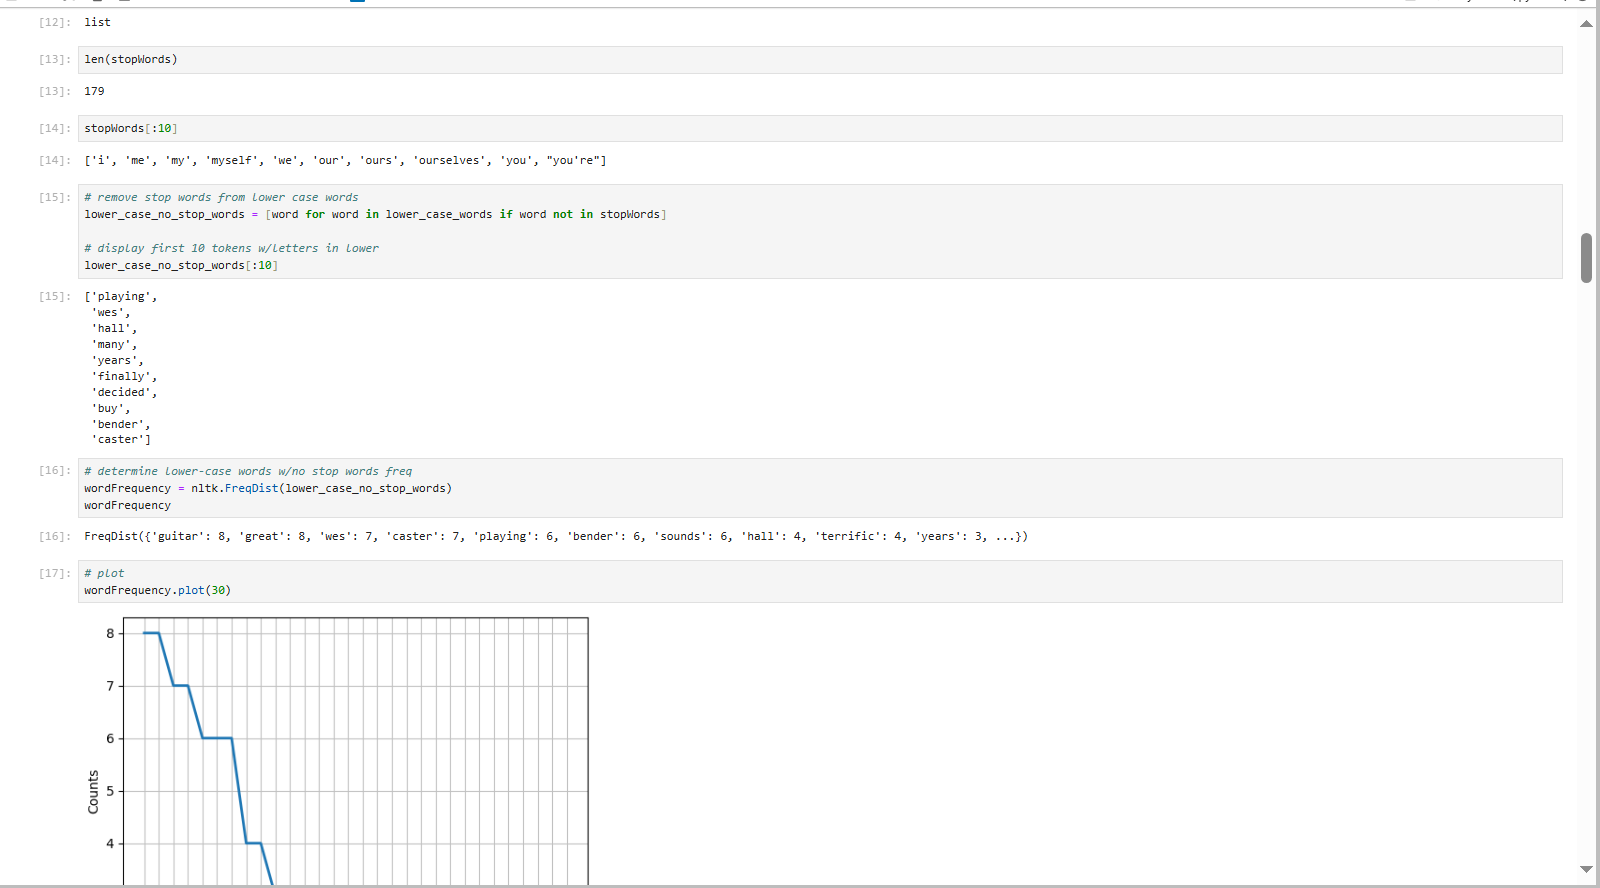 [12]: list
[13]: len(stopWords)
[13]: 179
[14]: stopWords[:10]
[14]: ['i', 'me', 'my', 'myself', 'we', 'our', 'ours', 'ourselves', 'you', "you're"]
[15]: # remove stop words from lower case words
lower_case_no_stop_words = [word for word in lower_case_words if word not in stopWords]
# display first 10 tokens w/letters in lower
lower_case_no_stop_words[:10]
[15]: ['playing',
'wes',
'hall',
'many',
'years',
'finally',
'decided',
'buy',
'bender',
'caster']
[16]: # determine lower-case words w/no stop words freq
wordFrequency = nltk.FreqDist(lower_case_no_stop_words)
wordFrequency
[16]: FreqDist({'guitar': 8, 'great': 8, 'wes': 7, 'caster': 7, 'playing': 6, 'bender': 6, 'sounds': 6, 'hall': 4, 'terrific': 4, 'years': 3, ...})
[17]: # plot
wordFrequency.plot(30)
8
7
6
5
Counts
4